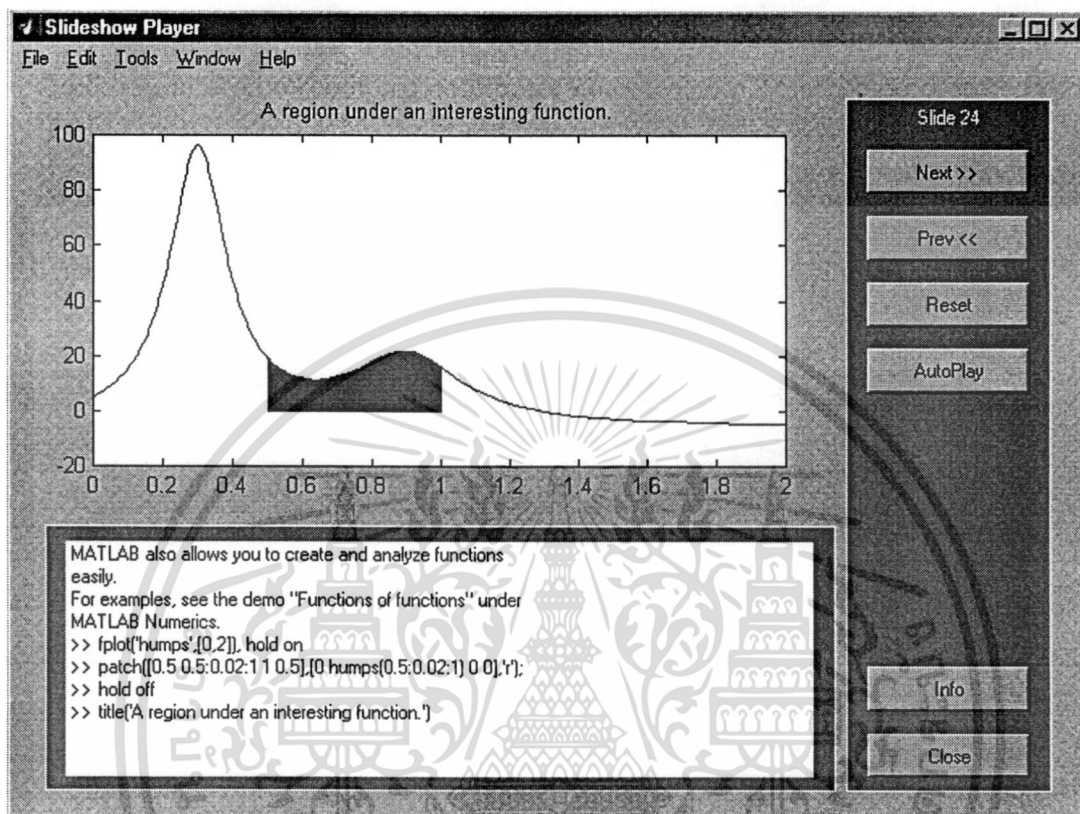 Slideshow Player
File Edit Tools Window Help
A region under an interesting function.
100
80
60
40
20
0
-20
0 0.2 0.4 0.6 0.8 1 1.2 1.4 1.6 1.8 2
Slide 24
Next >>
Prev <<
Reset
AutoPlay
MATLAB also allows you to create and analyze functions
easily.
For examples, see the demo "Functions of functions" under
MATLAB Numerics.
>> fplot('humps',[0,2]), hold on
>> patch([0.5 0.5:0.02:1 1 0.5],[0 humps(0.5:0.02:1) 0 0],'r');
>> hold off
>> title('A region under an interesting function.')
Info
Close